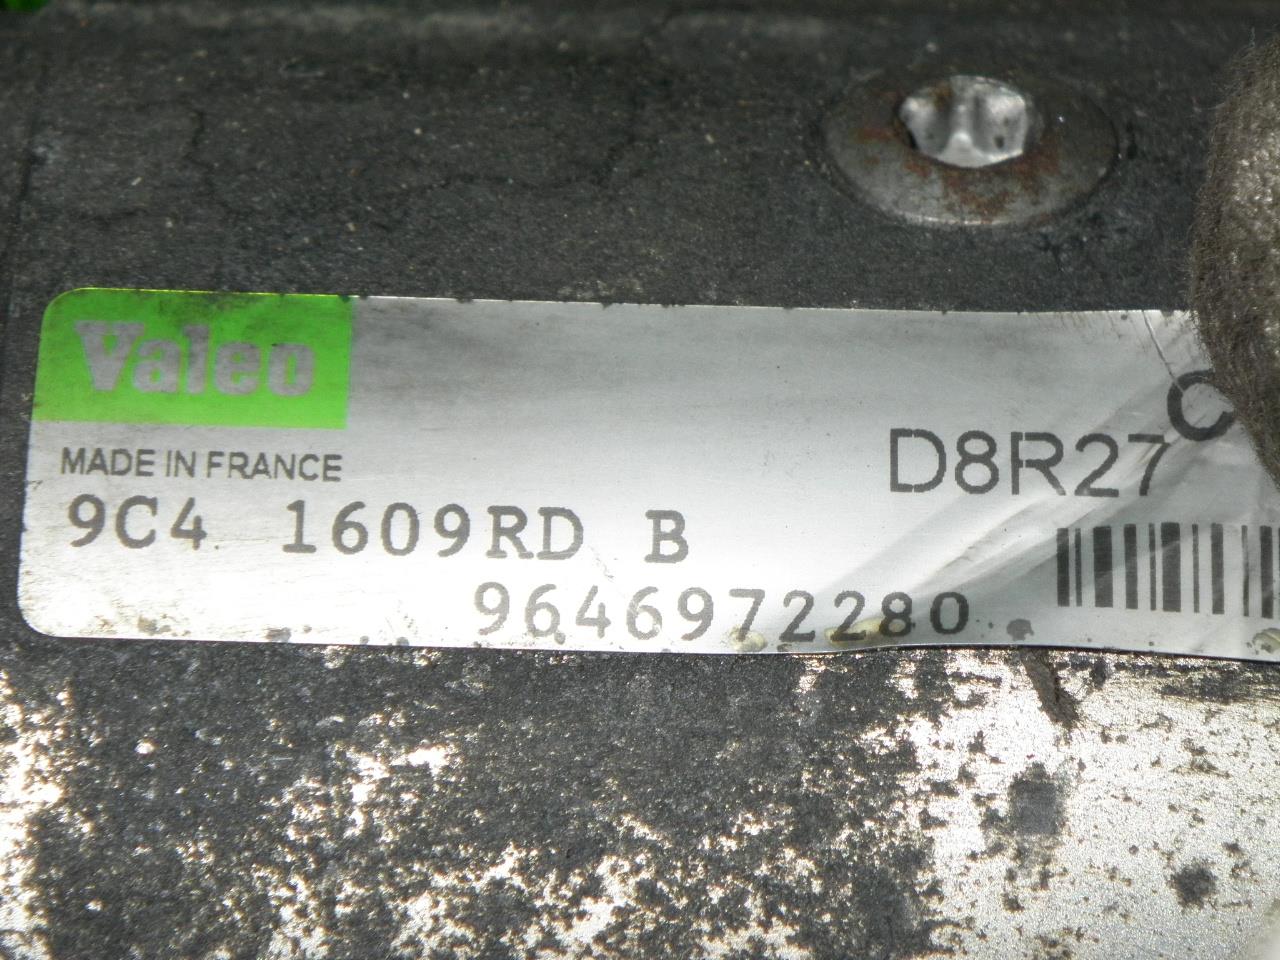 Valeo
MADE IN FRANCE
C
D8R27
9C4 1609RD B
9646972280